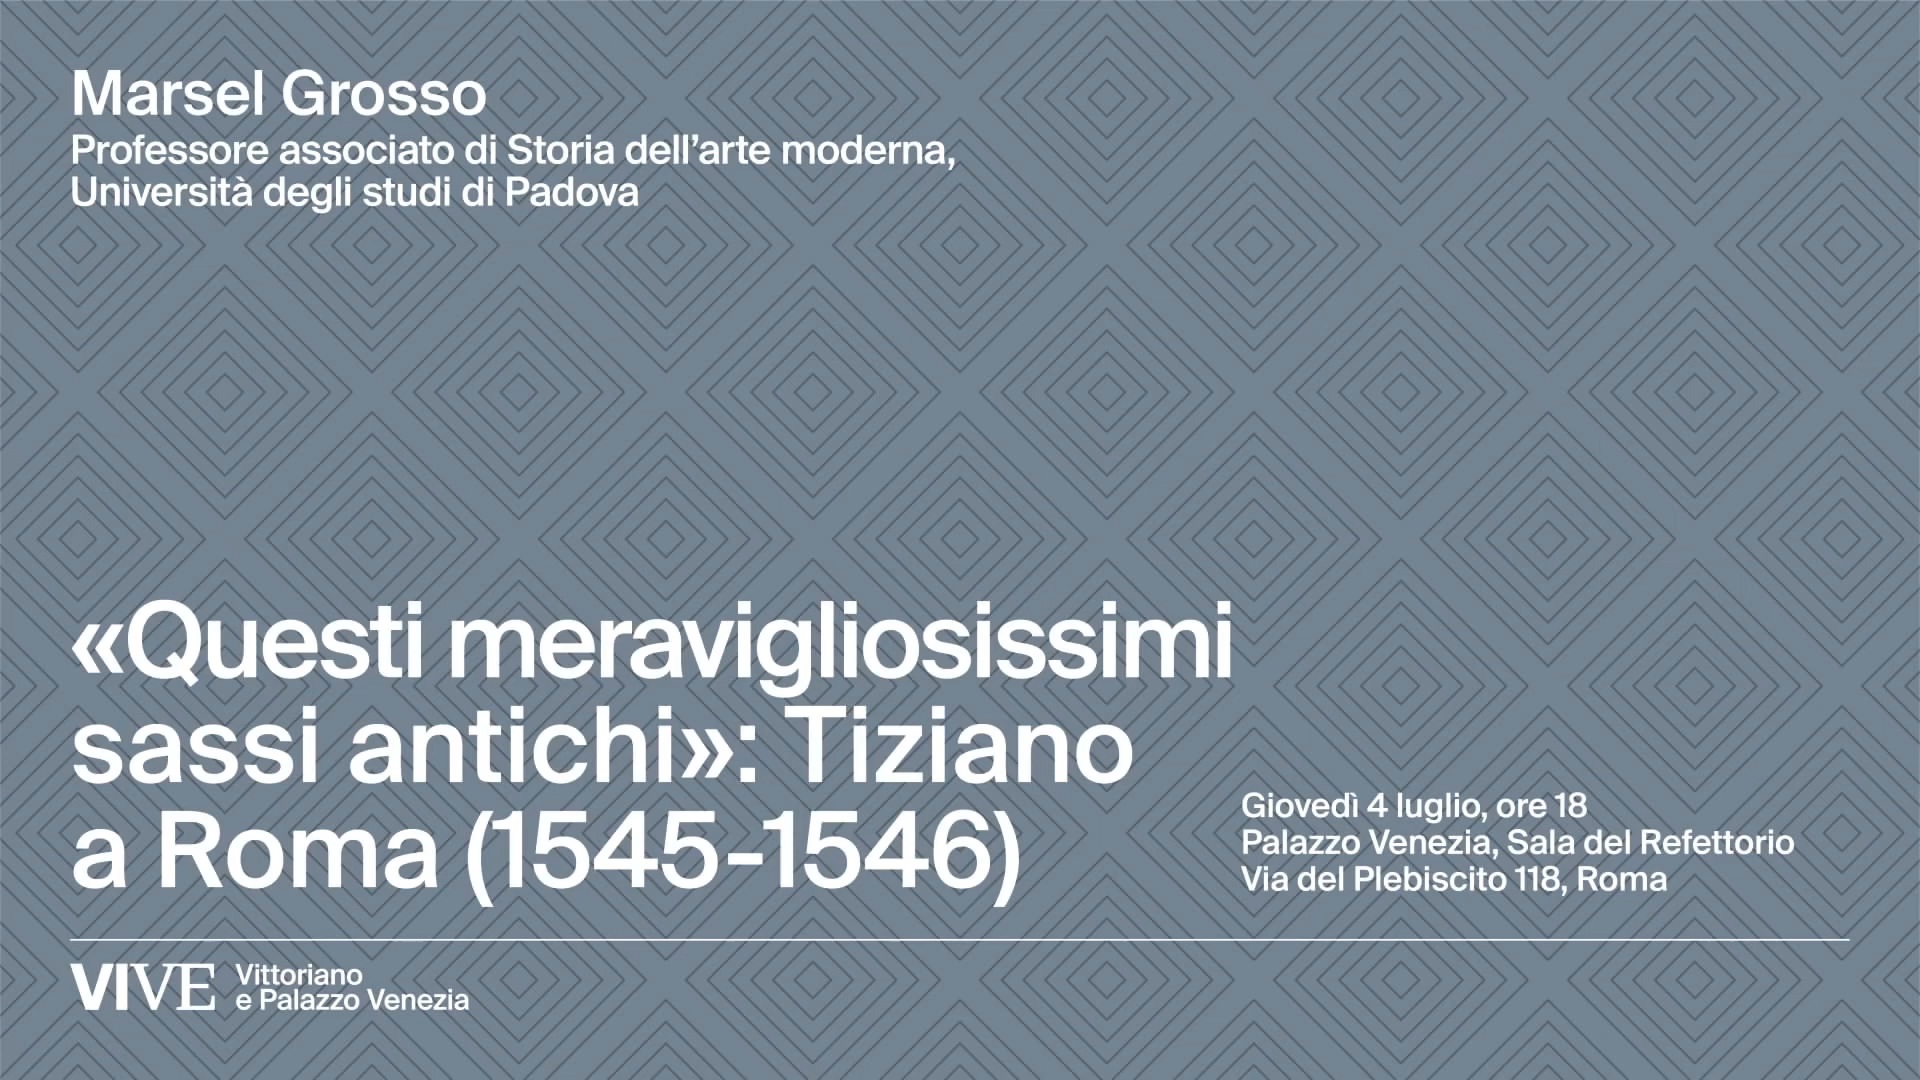 Marsel Grosso
Professore associato di Storia dell’arte moderna,
Università degli studi di Padova
«Questi meravigliosissimi
sassi antichi»: Tiziano
a Roma (1545-1546)
Giovedì 4 luglio, ore 18
Palazzo Venezia, Sala del Refettorio
Via del Plebiscito 118, Roma
VIVE
Vittoriano
e Palazzo Venezia